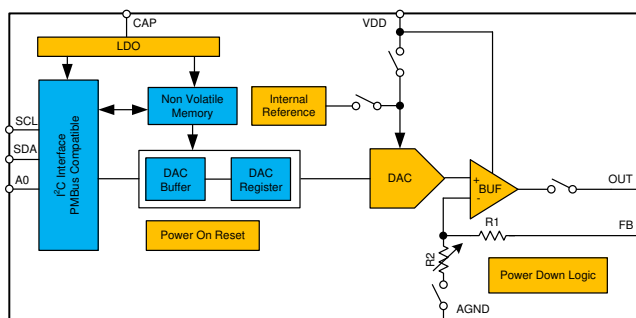 CAP
VDD
LDO
Non Volatile
Memory
Internal
Reference
SCL
SDA
A0
I²C Interface
PMBus Compatible
DAC
Buffer
DAC
Register
DAC
+
BUF
-
OUT
R1
FB
R2
Power On Reset
Power Down Logic
AGND